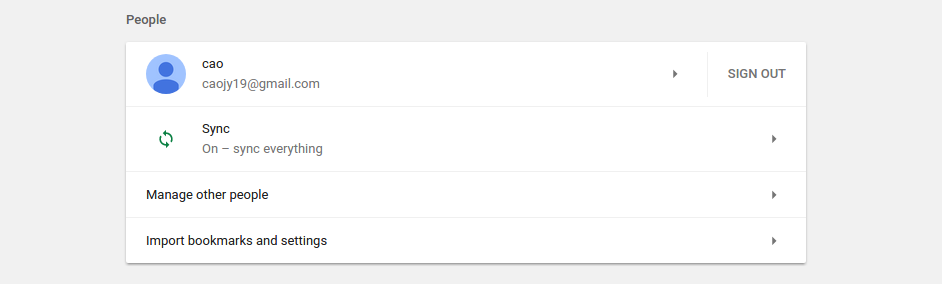 People
cao
caojy19@gmail.com
SIGN OUT
Sync
On – sync everything
Manage other people
Import bookmarks and settings